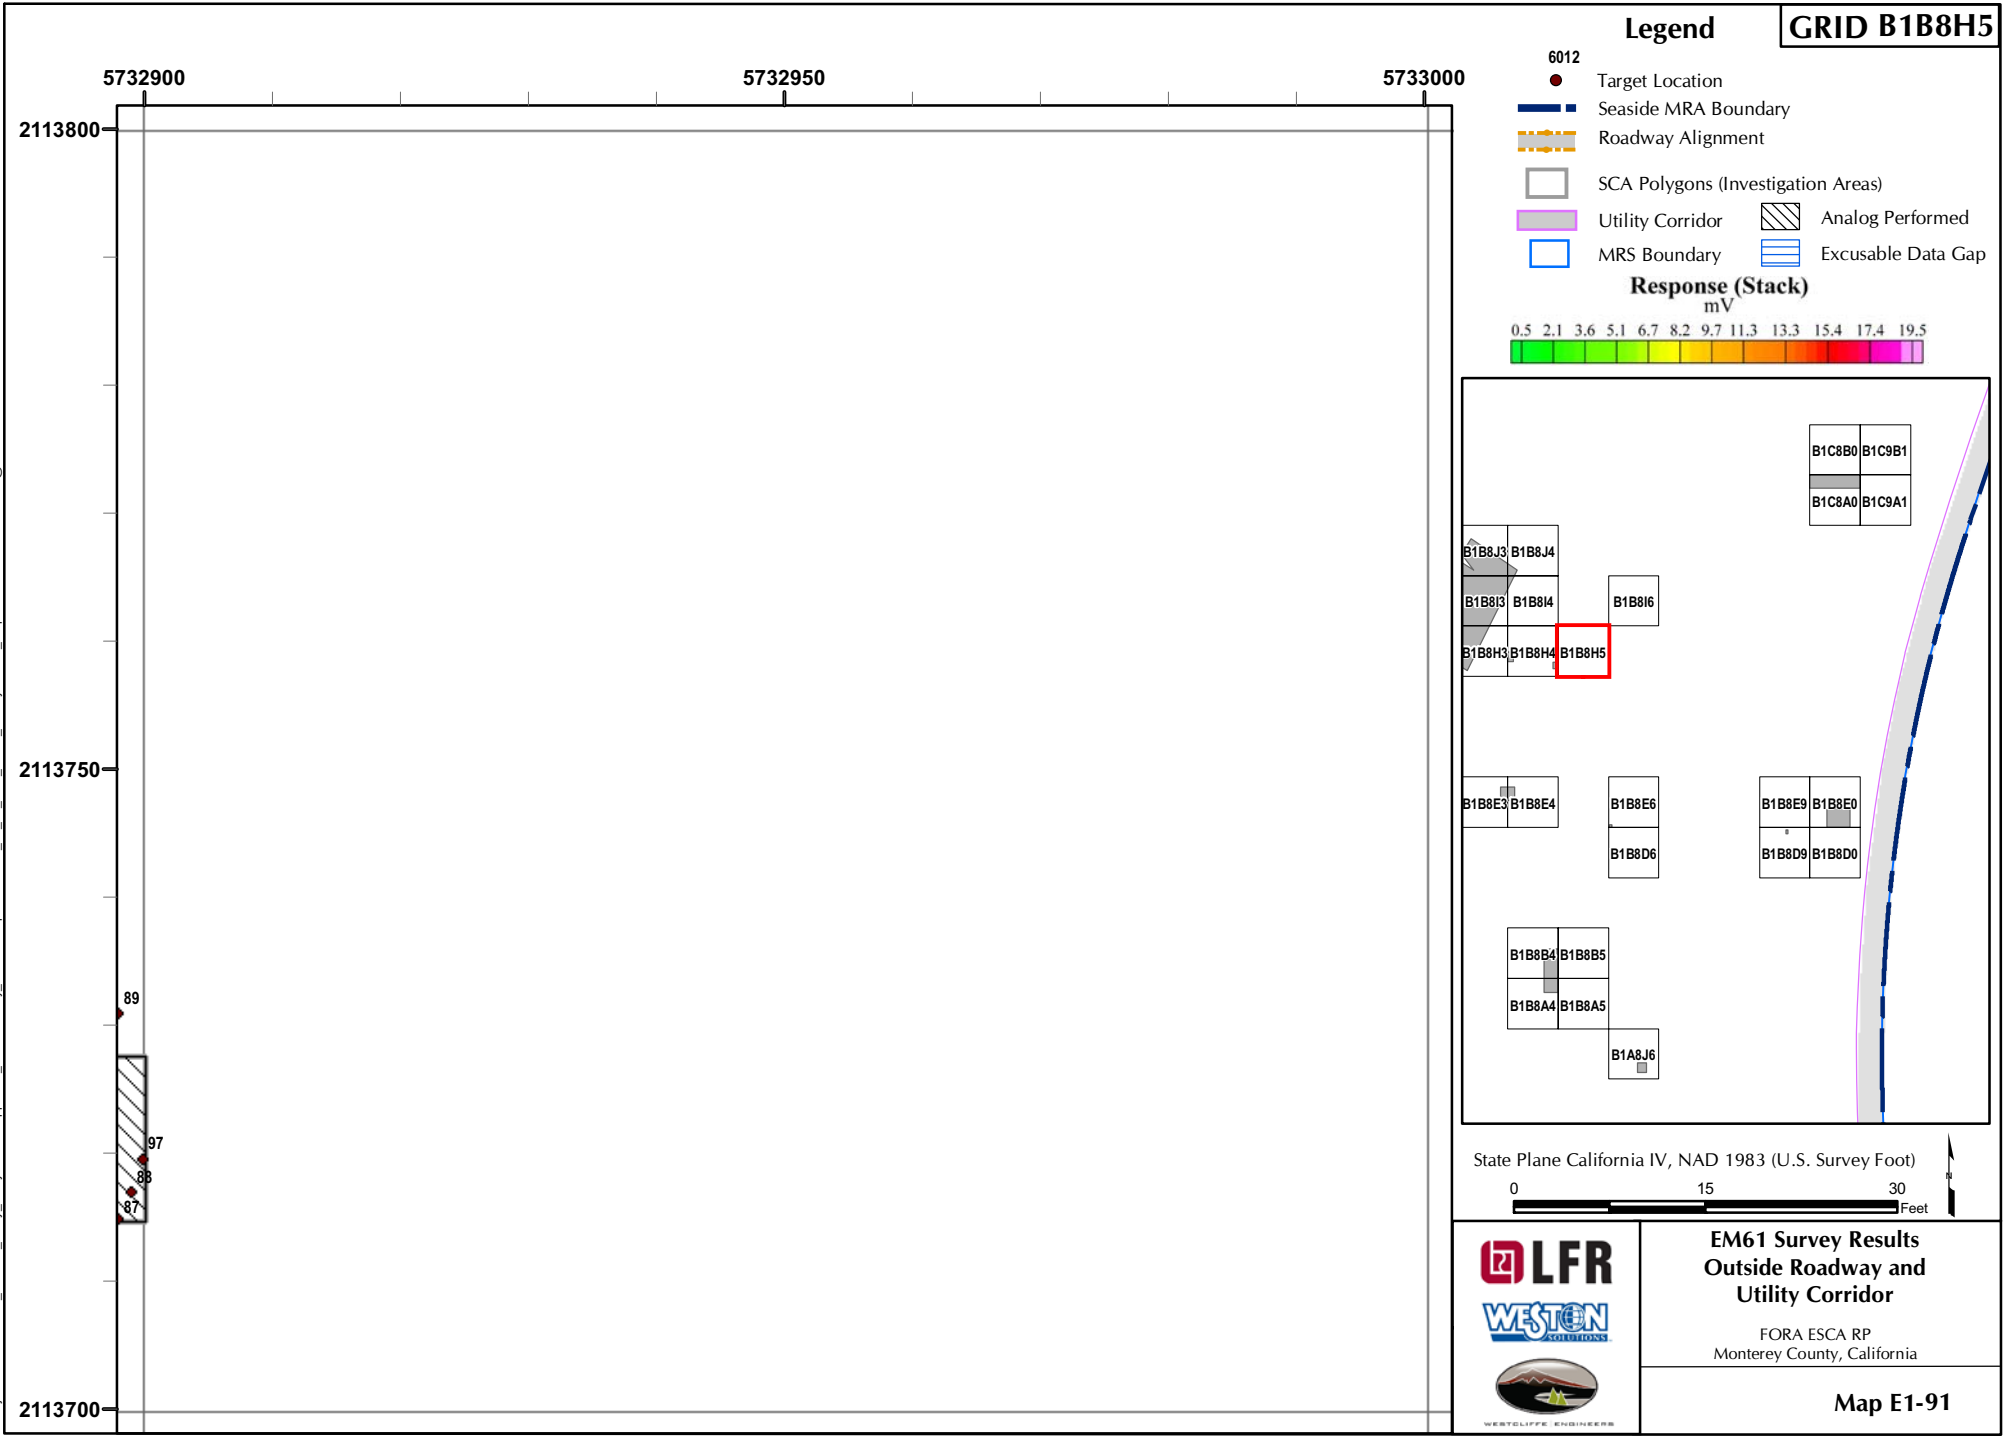 GRID B1B8H5
Legend
6012
Target Location
Seaside MRA Boundary
Roadway Alignment
SCA Polygons (Investigation Areas)
Utility Corridor
Analog Performed
MRS Boundary
Excusable Data Gap
Response (Stack)
mV
0.5 2.1 3.6 5.1 6.7 8.2 9.7 11.3 13.3 15.4 17.4 19.5
5732900 5732950 5733000
2113800
2113750
2113700
89
97
88
87
B1C8B0 B1C9B1
B1C8A0 B1C9A1
B1B8J3 B1B8J4
B1B8I3 B1B8I4 B1B8I6
B1B8H3 B1B8H4 B1B8H5
B1B8E3 B1B8E4 B1B8E6 B1B8E9 B1B8E0
B1B8D6 B1B8D9 B1B8D0
B1B8B4 B1B8B5
B1B8A4 B1B8A5
B1A8J6
State Plane California IV, NAD 1983 (U.S. Survey Foot)
N
0 15 30
Feet
LFR
WESTON
SOLUTIONS
WESTCLIFFE ENGINEERS
EM61 Survey Results
Outside Roadway and
Utility Corridor
FORA ESCA RP
Monterey County, California
Map E1-91